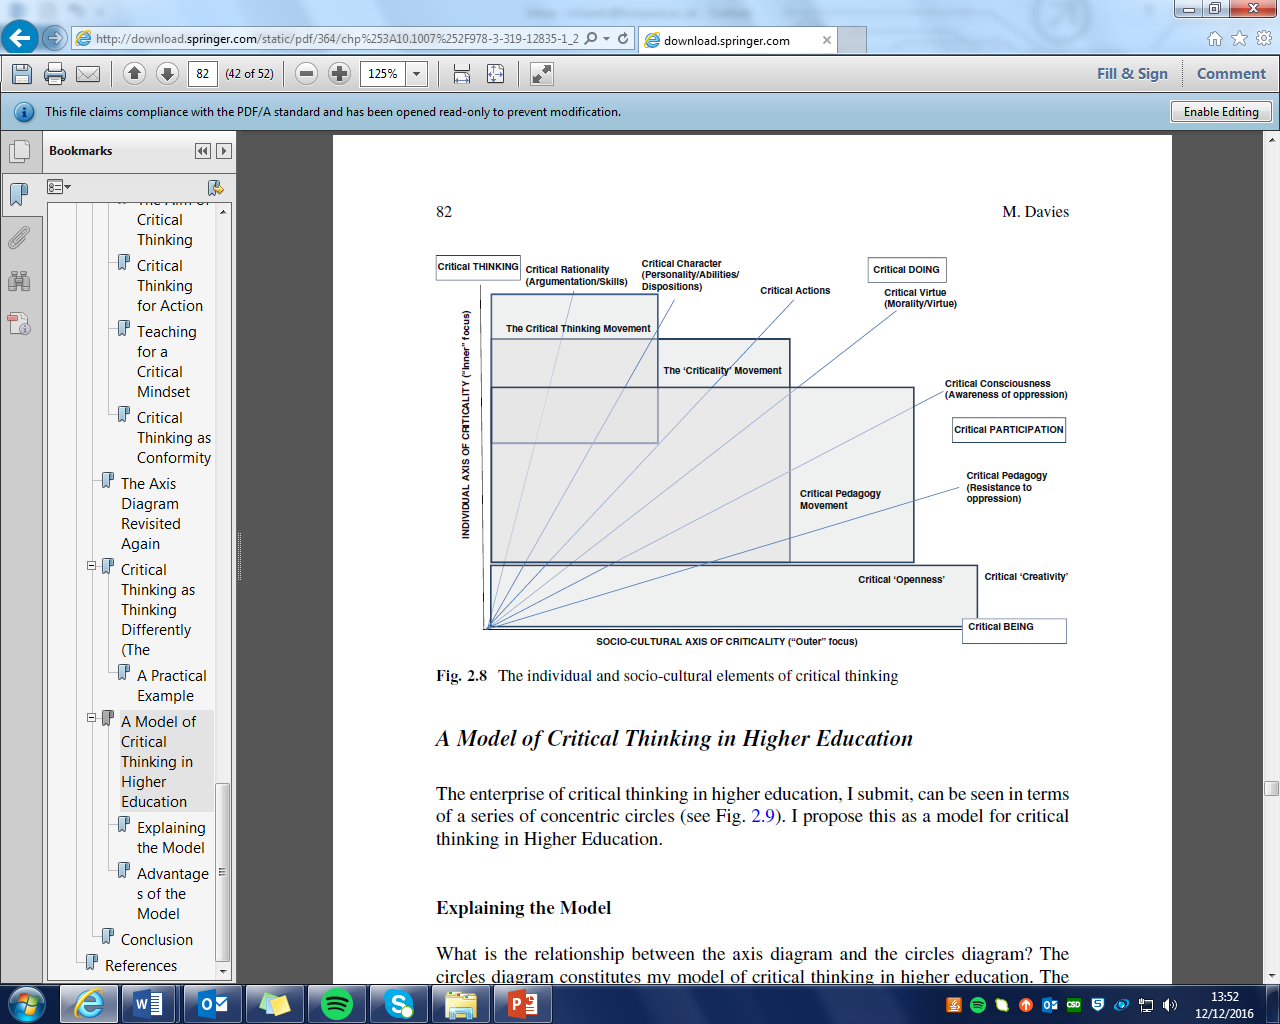 http://download.springer.com/static/pdf/364/chp%253A10.1007%252F978-3-319-12835-1_2
download.springer.com
82
(42 of 52)
125%
Fill & Sign
Comment
This file claims compliance with the PDF/A standard and has been opened read-only to prevent modification.
Enable Editing
Bookmarks
The Aim of
Critical
Thinking
Critical
Thinking
for Action
Teaching
for a
Critical
Mindset
Critical
Thinking as
Conformity
The Axis
Diagram
Revisited
Again
Critical
Thinking as
Thinking
Differently
(The
A Practical
Example
A Model of
Critical
Thinking in
Higher
Education
Explaining
the Model
Advantage
s of the
Model
Conclusion
References
82
M. Davies
Critical THINKING
Critical Rationality
(Argumentation/Skills)
Critical Character
(Personality/Abilities/
Dispositions)
Critical Actions
Critical DOING
Critical Virtue
(Morality/Virtue)
The Critical Thinking Movement
The ‘Criticality’ Movement
Critical Consciousness
(Awareness of oppression)
Critical PARTICIPATION
Critical Pedagogy
(Resistance to
oppression)
Critical Pedagogy
Movement
INDIVIDUAL AXIS OF CRITICALITY (“Inner” focus)
Critical ‘Openness’
Critical ‘Creativity’
Critical BEING
SOCIO-CULTURAL AXIS OF CRITICALITY (“Outer” focus)
Fig. 2.8 The individual and socio-cultural elements of critical thinking
A Model of Critical Thinking in Higher Education
The enterprise of critical thinking in higher education, I submit, can be seen in terms
of a series of concentric circles (see Fig. 2.9). I propose this as a model for critical
thinking in Higher Education.
Explaining the Model
What is the relationship between the axis diagram and the circles diagram? The
circles diagram constitutes my model of critical thinking in higher education. The
13:52
12/12/2016